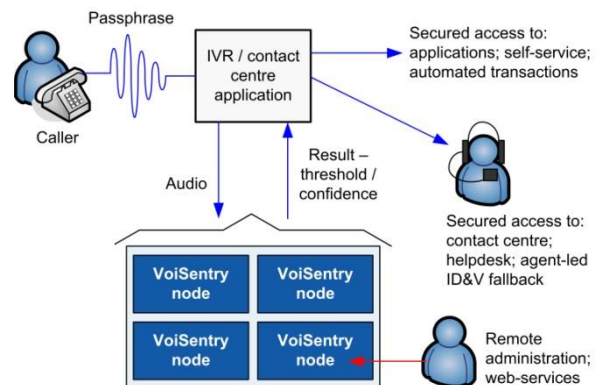 Passphrase
IVR / contact
centre
application
Secured access to:
applications; self-service;
automated transactions
Caller
Audio
Result –
threshold /
confidence
Secured access to:
contact centre;
helpdesk; agent-led
ID&V fallback
VoiSentry
node
VoiSentry
node
VoiSentry
node
VoiSentry
node
Remote
administration;
web-services